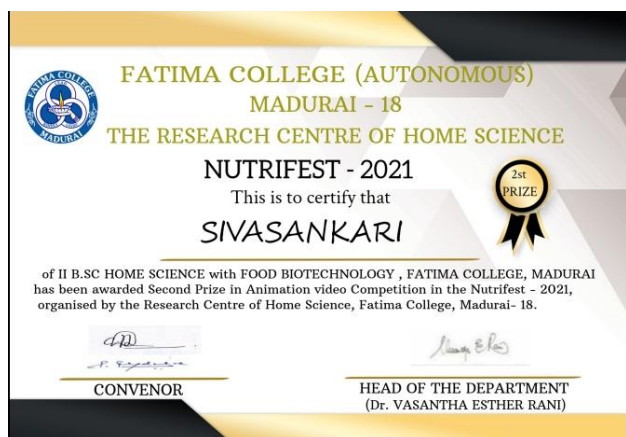 FATIMA COLLEGE (AUTONOMOUS)
MADURAI - 18
THE RESEARCH CENTRE OF HOME SCIENCE
FATIMA COLLEGE
MADURAI
NUTRIFEST - 2021
2st
PRIZE
This is to certify that
SIVASANKARI
of II B.SC HOME SCIENCE with FOOD BIOTECHNOLOGY , FATIMA COLLEGE, MADURAI
has been awarded Second Prize in Animation video Competition in the Nutrifest - 2021,
organised by the Research Centre of Home Science, Fatima College, Madurai- 18.
CONVENOR
HEAD OF THE DEPARTMENT
(Dr. VASANTHA ESTHER RANI)